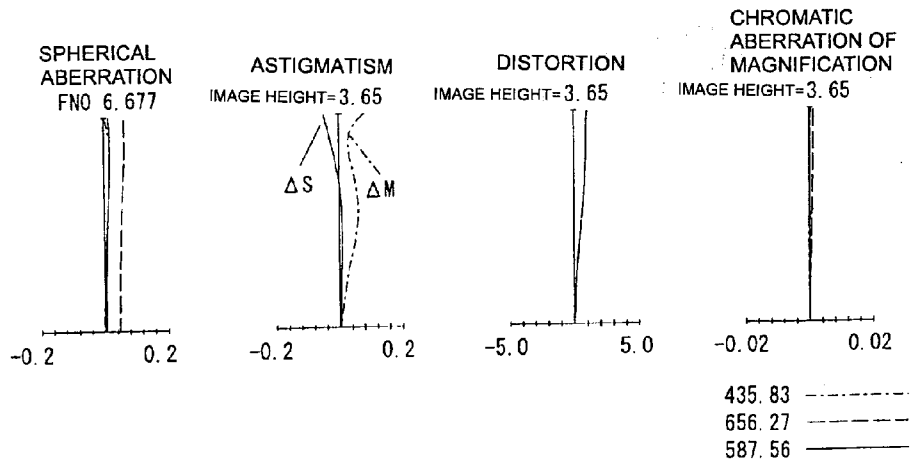 SPHERICAL
ABERRATION
FNO 6.677
-0.2 0.2
ASTIGMATISM
IMAGE HEIGHT=3.65
ΔS ΔM
-0.2 0.2
DISTORTION
IMAGE HEIGHT=3.65
-5.0 5.0
CHROMATIC
ABERRATION OF
MAGNIFICATION
IMAGE HEIGHT=3.65
-0.02 0.02
435.83
656.27
587.56